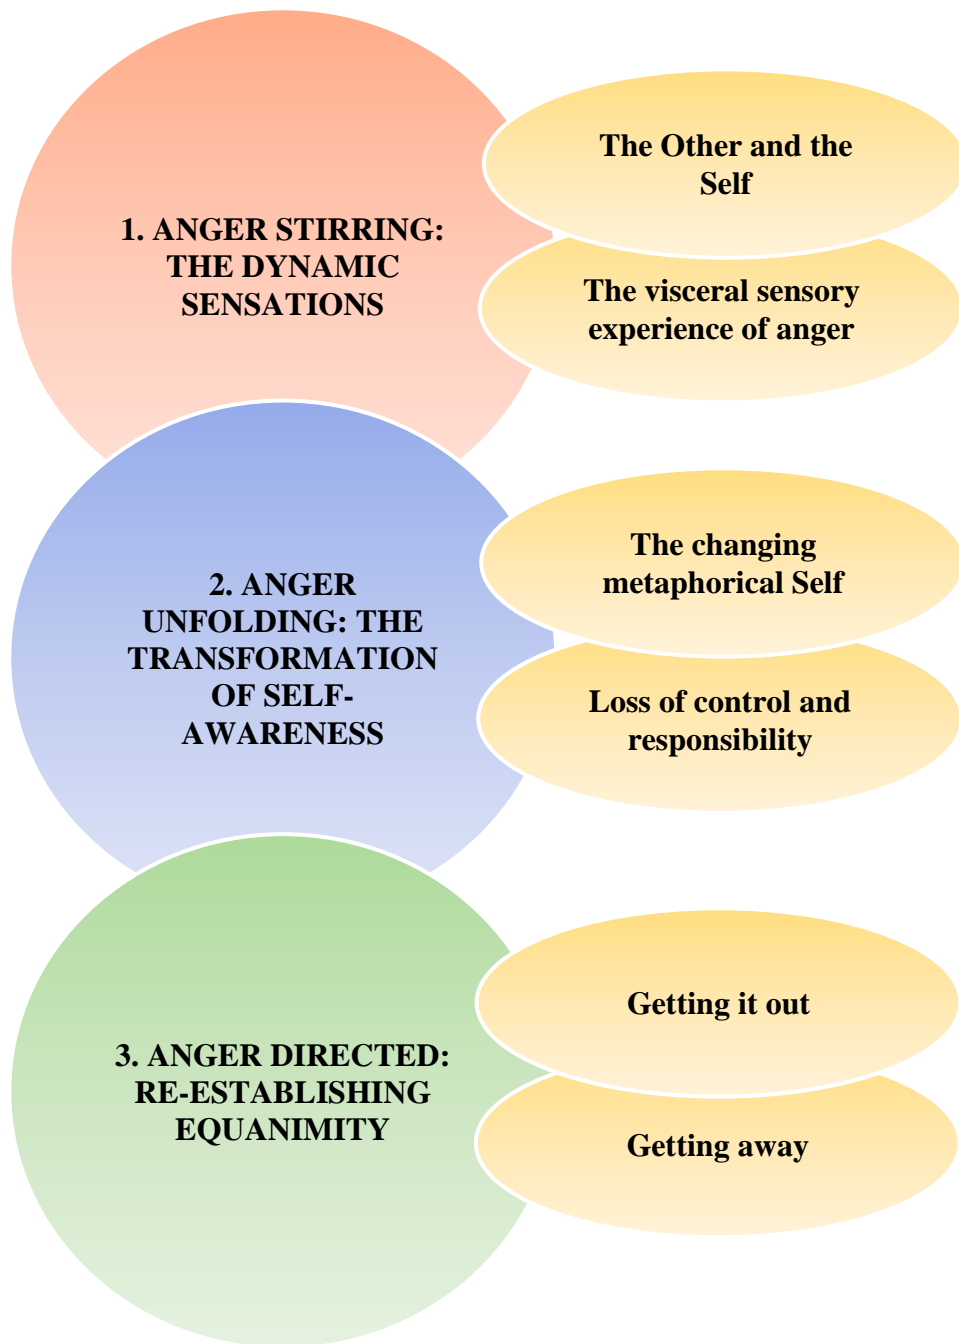 1. ANGER STIRRING:
THE DYNAMIC
SENSATIONS
The Other and the
Self
The visceral sensory
experience of anger
2. ANGER
UNFOLDING: THE
TRANSFORMATION
OF SELF-
AWARENESS
The changing
metaphorical Self
Loss of control and
responsibility
3. ANGER DIRECTED:
RE-ESTABLISHING
EQUANIMITY
Getting it out
Getting away